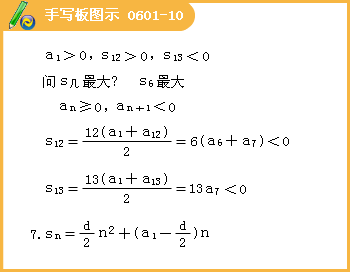 手写板图示 0601-10
a₁＞0，s₁₂＞0，s₁₃＜0
问 s几 最大？ s₆最大
aₙ≥0，aₙ₊₁＜0
s₁₂＝12(a₁＋a₁₂)/2＝6(a₆＋a₇)＜0
s₁₃＝13(a₁＋a₁₃)/2＝13a₇＜0
7. sₙ＝d/2 n²＋(a₁－d/2)n